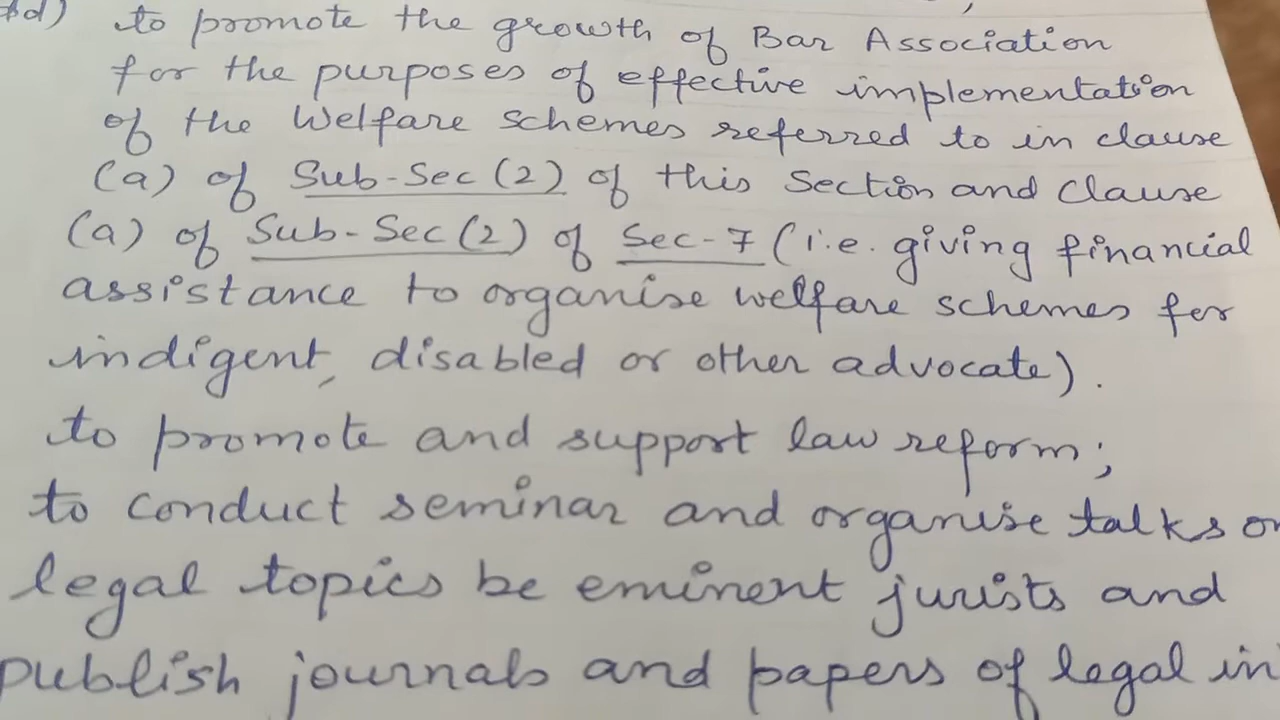 d) to promote the growth of Bar Association
for the purposes of effective implementation
of the Welfare schemes referred to in clause
(a) of Sub-Sec (2) of this Section and Clause
(a) of Sub-Sec (2) of Sec-7 (i.e. giving financial
assistance to organise welfare schemes for
indigent, disabled or other advocate).
to promote and support law reform;
to conduct seminar and organise talks on
legal topics be eminent jurists and
publish journals and papers of legal in